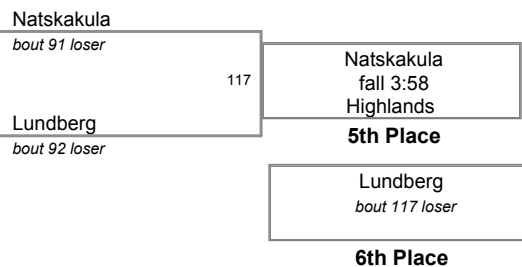 Natskakula
bout 91 loser
117
Lundberg
bout 92 loser
Natskakula
fall 3:58
Highlands
5th Place
Lundberg
bout 117 loser
6th Place